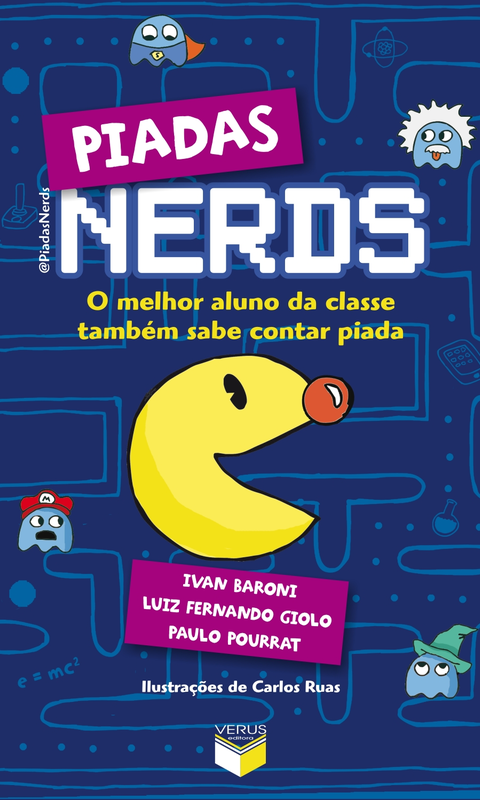 PIADAS
NERDS
@PiadasNerds
O melhor aluno da classe
também sabe contar piada
S
M
IVAN BARONI
LUIZ FERNANDO GIOLO
PAULO POURRAT
e = mc²
Ilustrações de Carlos Ruas
VERUS
editora